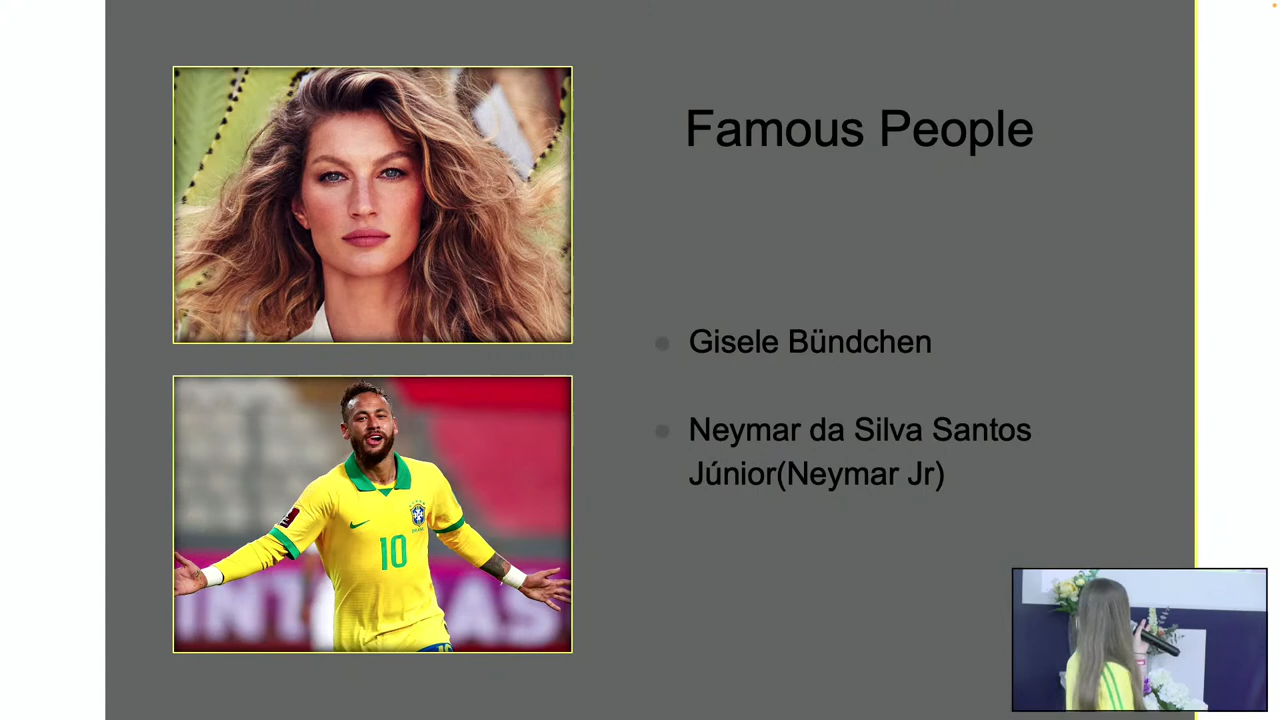 Famous People
Gisele Bündchen
Neymar da Silva Santos
Júnior(Neymar Jr)
10